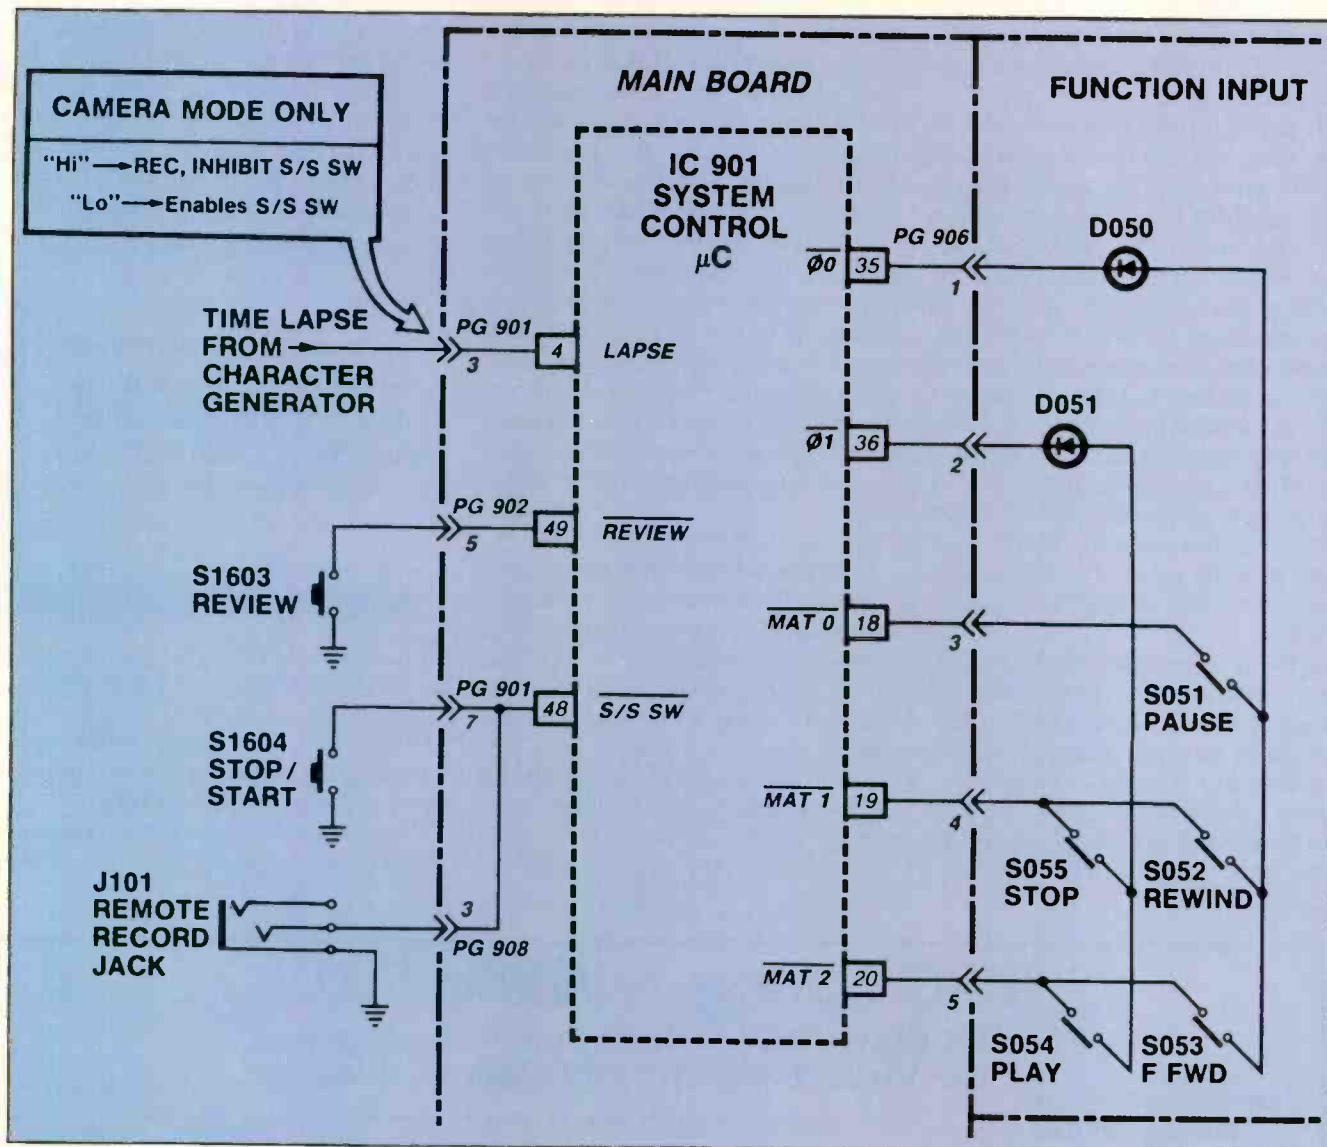 MAIN BOARD
FUNCTION INPUT
CAMERA MODE ONLY
"Hi"→REC, INHIBIT S/S SW
"Lo"→Enables S/S SW
IC 901
SYSTEM
CONTROL
μC
TIME LAPSE
FROM
CHARACTER
GENERATOR
PG 901
3
4
LAPSE
PG 902
5
49
REVIEW
S1603
REVIEW
PG 901
7
48
S/S SW
S1604
STOP/
START
J101
REMOTE
RECORD
JACK
3
PG 908
Ø0
35
PG 906
1
D050
Ø1
36
2
D051
MAT 0
18
3
S051
PAUSE
MAT 1
19
4
S055
STOP
S052
REWIND
MAT 2
20
5
S054
PLAY
S053
F FWD